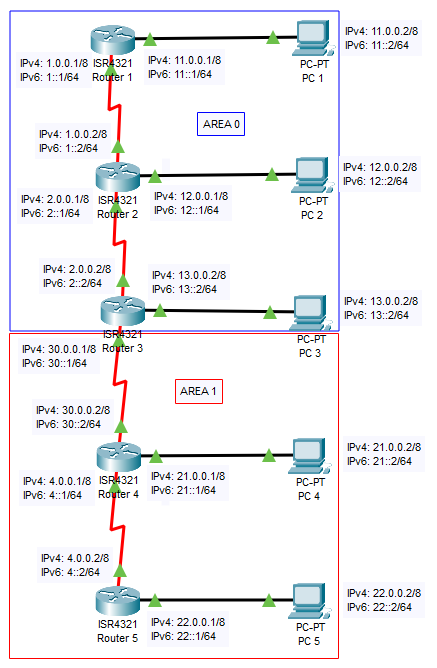 IPv4: 11.0.0.2/8
IPv6: 11::2/64
IPv4: 1.0.0.1/8
IPv6: 1::1/64
ISR4321
Router 1
IPv4: 11.0.0.1/8
IPv6: 11::1/64
PC-PT
PC 1
AREA 0
IPv4: 1.0.0.2/8
IPv6: 1::2/64
IPv4: 12.0.0.2/8
IPv6: 12::2/64
IPv4: 2.0.0.1/8
IPv6: 2::1/64
ISR4321
Router 2
IPv4: 12.0.0.1/8
IPv6: 12::1/64
PC-PT
PC 2
IPv4: 2.0.0.2/8
IPv6: 2::2/64
IPv4: 13.0.0.2/8
IPv6: 13::2/64
IPv4: 13.0.0.2/8
IPv6: 13::2/64
ISR4321
Router 3
PC-PT
PC 3
IPv4: 30.0.0.1/8
IPv6: 30::1/64
AREA 1
IPv4: 30.0.0.2/8
IPv6: 30::2/64
IPv4: 21.0.0.2/8
IPv6: 21::2/64
IPv4: 4.0.0.1/8
IPv6: 4::1/64
ISR4321
Router 4
IPv4: 21.0.0.1/8
IPv6: 21::1/64
PC-PT
PC 4
IPv4: 4.0.0.2/8
IPv6: 4::2/64
IPv4: 22.0.0.2/8
IPv6: 22::2/64
ISR4321
Router 5
IPv4: 22.0.0.1/8
IPv6: 22::1/64
PC-PT
PC 5